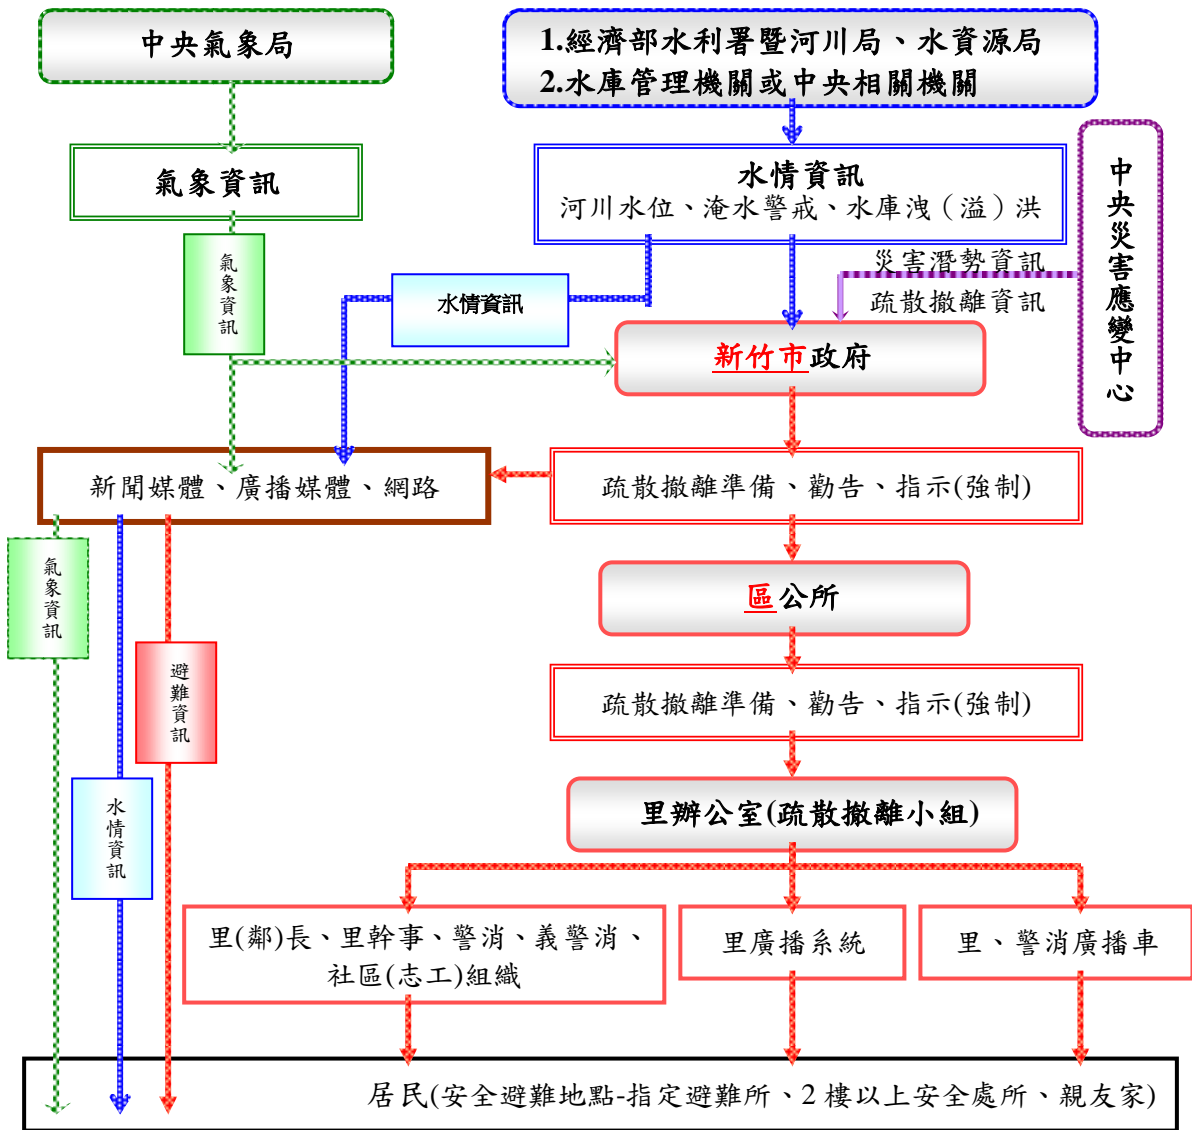 中央氣象局
1.經濟部水利署暨河川局、水資源局
2.水庫管理機關或中央相關機關
氣象資訊
水情資訊
河川水位、淹水警戒、水庫洩（溢）洪
中央災害應變中心
氣象資訊
水情資訊
災害潛勢資訊
疏散撤離資訊
新竹市政府
新聞媒體、廣播媒體、網路
疏散撤離準備、勸告、指示(強制)
氣象資訊
區公所
避難資訊
疏散撤離準備、勸告、指示(強制)
水情資訊
里辦公室(疏散撤離小組)
里(鄰)長、里幹事、警消、義警消、
社區(志工)組織
里廣播系統
里、警消廣播車
居民(安全避難地點-指定避難所、2 樓以上安全處所、親友家)